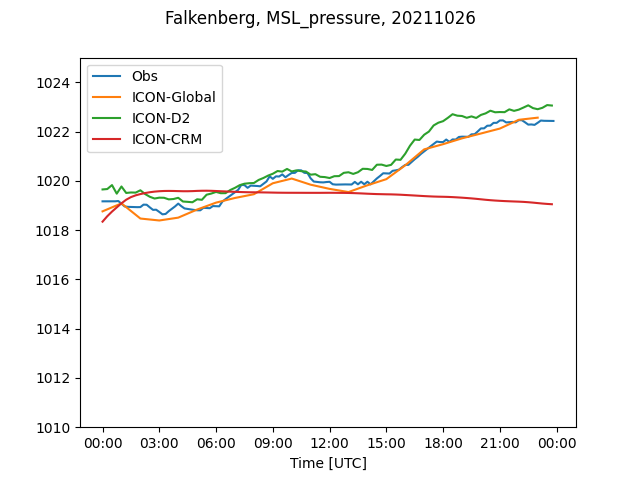 Falkenberg, MSL_pressure, 20211026
Obs
ICON-Global
ICON-D2
ICON-CRM
1024
1022
1020
1018
1016
1014
1012
1010
00:00 03:00 06:00 09:00 12:00 15:00 18:00 21:00 00:00
Time [UTC]